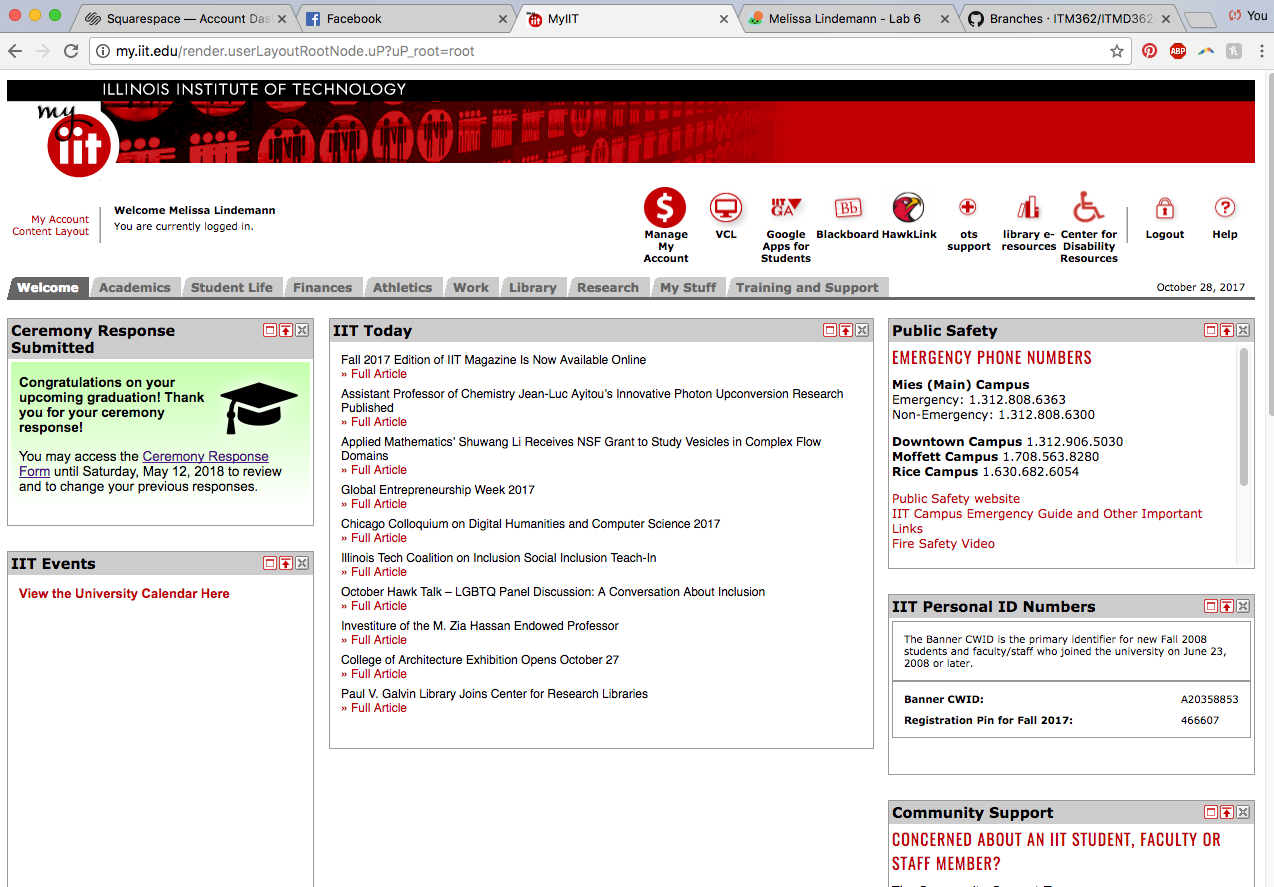 Squarespace — Account Das
Facebook
MyIIT
Melissa Lindemann - Lab 6
Branches · ITM362/ITMD362-
You
my.iit.edu/render.userLayoutRootNode.uP?uP_root=root
ABP
ILLINOIS INSTITUTE OF TECHNOLOGY
my
iit
My Account
Content Layout
Welcome Melissa Lindemann
You are currently logged in.
$
Manage My Account
VCL
IIT GA
Google Apps for Students
Bb
Blackboard
HawkLink
ots support
library e-resources
Center for Disability Resources
Logout
?
Help
Welcome
Academics
Student Life
Finances
Athletics
Work
Library
Research
My Stuff
Training and Support
October 28, 2017
Ceremony Response
Submitted
Congratulations on your
upcoming graduation! Thank
you for your ceremony
response!
You may access the Ceremony Response
Form until Saturday, May 12, 2018 to review
and to change your previous responses.
IIT Events
View the University Calendar Here
IIT Today
Fall 2017 Edition of IIT Magazine Is Now Available Online
» Full Article
Assistant Professor of Chemistry Jean-Luc Ayitou’s Innovative Photon Upconversion Research
Published
» Full Article
Applied Mathematics’ Shuwang Li Receives NSF Grant to Study Vesicles in Complex Flow
Domains
» Full Article
Global Entrepreneurship Week 2017
» Full Article
Chicago Colloquium on Digital Humanities and Computer Science 2017
» Full Article
Illinois Tech Coalition on Inclusion Social Inclusion Teach-In
» Full Article
October Hawk Talk – LGBTQ Panel Discussion: A Conversation About Inclusion
» Full Article
Investiture of the M. Zia Hassan Endowed Professor
» Full Article
College of Architecture Exhibition Opens October 27
» Full Article
Paul V. Galvin Library Joins Center for Research Libraries
» Full Article
Public Safety
EMERGENCY PHONE NUMBERS
Mies (Main) Campus
Emergency: 1.312.808.6363
Non-Emergency: 1.312.808.6300
Downtown Campus 1.312.906.5030
Moffett Campus 1.708.563.8280
Rice Campus 1.630.682.6054
Public Safety website
IIT Campus Emergency Guide and Other Important
Links
Fire Safety Video
IIT Personal ID Numbers
The Banner CWID is the primary identifier for new Fall 2008
students and faculty/staff who joined the university on June 23,
2008 or later.
Banner CWID: A20358853
Registration Pin for Fall 2017: 466607
Community Support
CONCERNED ABOUT AN IIT STUDENT, FACULTY OR
STAFF MEMBER?